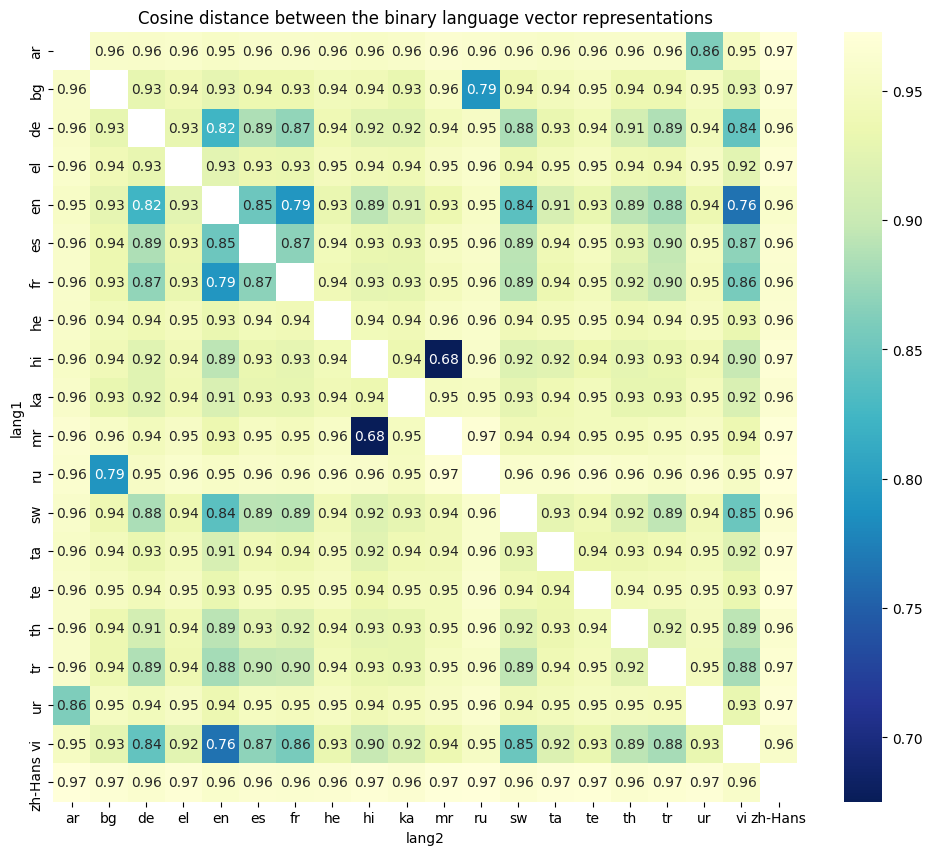 Cosine distance between the binary language vector representations
ar 0.96 0.96 0.96 0.95 0.96 0.96 0.96 0.96 0.96 0.96 0.96 0.96 0.96 0.96 0.96 0.96 0.86 0.95 0.97
bg 0.96 0.93 0.94 0.93 0.94 0.93 0.94 0.94 0.93 0.96 0.79 0.94 0.94 0.95 0.94 0.94 0.95 0.93 0.97
de 0.96 0.93 0.93 0.82 0.89 0.87 0.94 0.92 0.92 0.94 0.95 0.88 0.93 0.94 0.91 0.89 0.94 0.84 0.96
el 0.96 0.94 0.93 0.93 0.93 0.93 0.95 0.94 0.94 0.95 0.96 0.94 0.95 0.95 0.94 0.94 0.95 0.92 0.97
en 0.95 0.93 0.82 0.93 0.85 0.79 0.93 0.89 0.91 0.93 0.95 0.84 0.91 0.93 0.89 0.88 0.94 0.76 0.96
es 0.96 0.94 0.89 0.93 0.85 0.87 0.94 0.93 0.93 0.95 0.96 0.89 0.94 0.95 0.93 0.90 0.95 0.87 0.96
fr 0.96 0.93 0.87 0.93 0.79 0.87 0.94 0.93 0.93 0.95 0.96 0.89 0.94 0.95 0.92 0.90 0.95 0.86 0.96
he 0.96 0.94 0.94 0.95 0.93 0.94 0.94 0.94 0.94 0.96 0.96 0.94 0.95 0.95 0.94 0.94 0.95 0.93 0.96
hi 0.96 0.94 0.92 0.94 0.89 0.93 0.93 0.94 0.94 0.68 0.96 0.92 0.92 0.94 0.93 0.93 0.94 0.90 0.97
ka 0.96 0.93 0.92 0.94 0.91 0.93 0.93 0.94 0.94 0.95 0.95 0.93 0.94 0.95 0.93 0.93 0.95 0.92 0.96
mr 0.96 0.96 0.94 0.95 0.93 0.95 0.95 0.96 0.68 0.95 0.97 0.94 0.94 0.95 0.95 0.95 0.95 0.94 0.97
ru 0.96 0.79 0.95 0.96 0.95 0.96 0.96 0.96 0.96 0.95 0.97 0.96 0.96 0.96 0.96 0.96 0.96 0.95 0.97
sw 0.96 0.94 0.88 0.94 0.84 0.89 0.89 0.94 0.92 0.93 0.94 0.96 0.93 0.94 0.92 0.89 0.94 0.85 0.96
ta 0.96 0.94 0.93 0.95 0.91 0.94 0.94 0.95 0.92 0.94 0.94 0.96 0.93 0.94 0.93 0.94 0.95 0.92 0.97
te 0.96 0.95 0.94 0.95 0.93 0.95 0.95 0.95 0.94 0.95 0.95 0.96 0.94 0.94 0.94 0.95 0.95 0.93 0.97
th 0.96 0.94 0.91 0.94 0.89 0.93 0.92 0.94 0.93 0.93 0.95 0.96 0.92 0.93 0.94 0.92 0.95 0.89 0.96
tr 0.96 0.94 0.89 0.94 0.88 0.90 0.90 0.94 0.93 0.93 0.95 0.96 0.89 0.94 0.95 0.92 0.95 0.88 0.97
ur 0.86 0.95 0.94 0.95 0.94 0.95 0.95 0.95 0.94 0.95 0.95 0.96 0.94 0.95 0.95 0.95 0.95 0.93 0.97
vi 0.95 0.93 0.84 0.92 0.76 0.87 0.86 0.93 0.90 0.92 0.94 0.95 0.85 0.92 0.93 0.89 0.88 0.93 0.96
zh-Hans 0.97 0.97 0.96 0.97 0.96 0.96 0.96 0.96 0.97 0.96 0.97 0.97 0.96 0.97 0.97 0.96 0.97 0.97 0.96
ar bg de el en es fr he hi ka mr ru sw ta te th tr ur vi zh-Hans
lang1
lang2
0.95
0.90
0.85
0.80
0.75
0.70